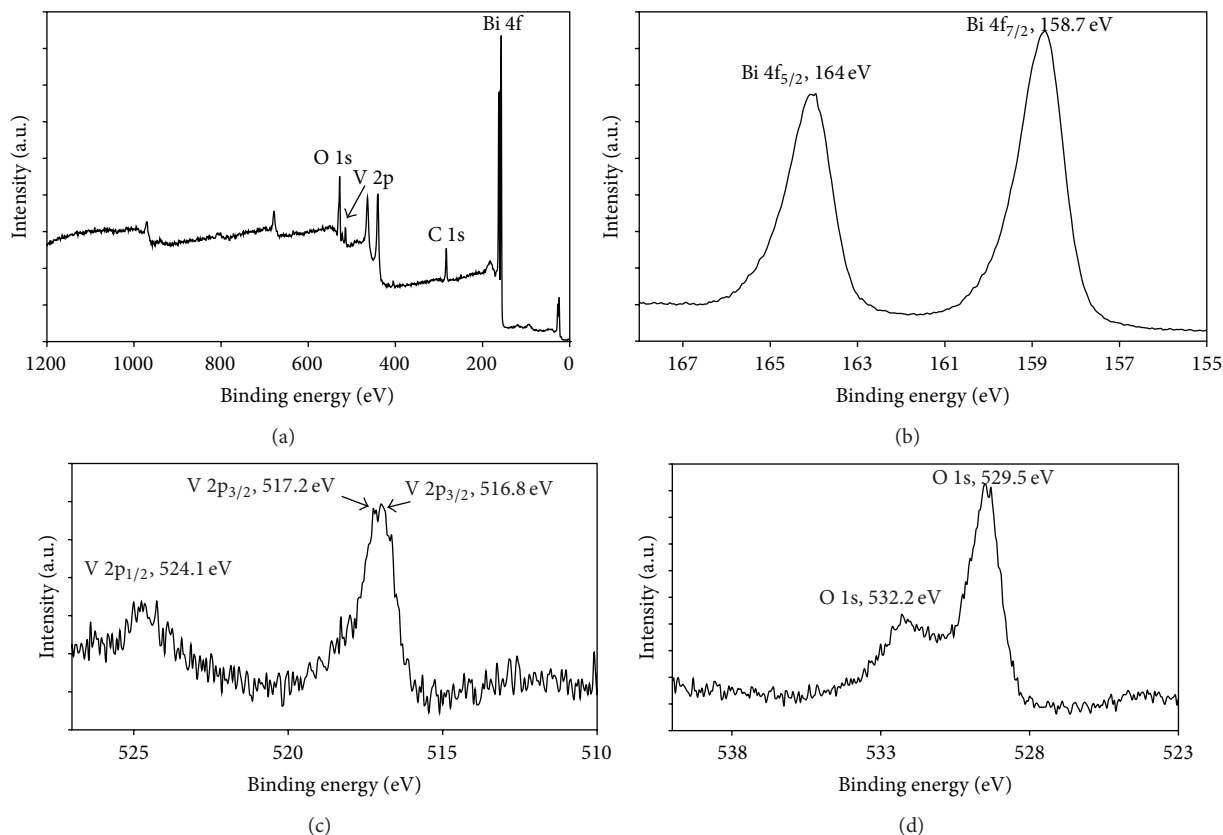 Bi 4f
O 1s
V 2p
C 1s
Intensity (a.u.)
1200 1000 800 600 400 200 0
Binding energy (eV)
(a)
Bi 4f7/2, 158.7 eV
Bi 4f5/2, 164 eV
Intensity (a.u.)
167 165 163 161 159 157 155
Binding energy (eV)
(b)
V 2p3/2, 517.2 eV
V 2p3/2, 516.8 eV
V 2p1/2, 524.1 eV
Intensity (a.u.)
525 520 515 510
Binding energy (eV)
(c)
O 1s, 529.5 eV
O 1s, 532.2 eV
Intensity (a.u.)
538 533 528 523
Binding energy (eV)
(d)